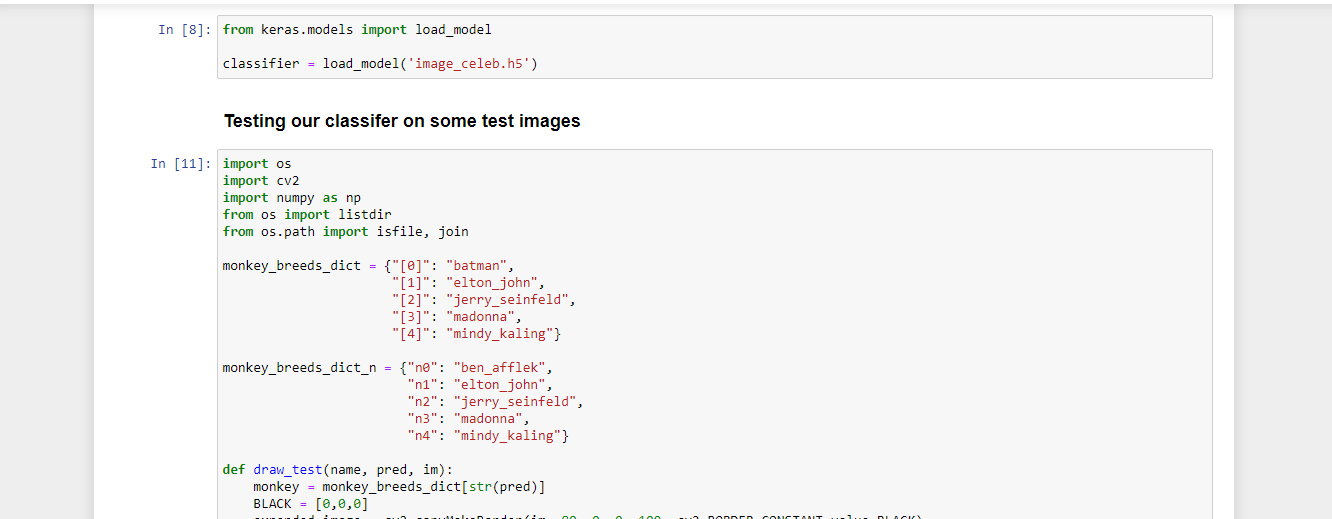 In [8]: from keras.models import load_model
classifier = load_model('image_celeb.h5')
Testing our classifer on some test images
In [11]: import os
import cv2
import numpy as np
from os import listdir
from os.path import isfile, join
monkey_breeds_dict = {"[0]": "batman",
"[1]": "elton_john",
"[2]": "jerry_seinfeld",
"[3]": "madonna",
"[4]": "mindy_kaling"}
monkey_breeds_dict_n = {"n0": "ben_afflek",
"n1": "elton_john",
"n2": "jerry_seinfeld",
"n3": "madonna",
"n4": "mindy_kaling"}
def draw_test(name, pred, im):
monkey = monkey_breeds_dict[str(pred)]
BLACK = [0,0,0]